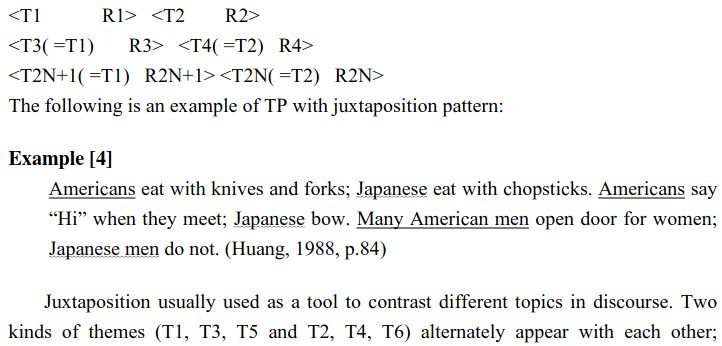 <T1 R1> <T2 R2>
<T3( =T1) R3> <T4( =T2) R4>
<T2N+1( =T1) R2N+1> <T2N( =T2) R2N>
The following is an example of TP with juxtaposition pattern:
Example [4]
Americans eat with knives and forks; Japanese eat with chopsticks. Americans say
“Hi” when they meet; Japanese bow. Many American men open door for women;
Japanese men do not. (Huang, 1988, p.84)
Juxtaposition usually used as a tool to contrast different topics in discourse. Two
kinds of themes (T1, T3, T5 and T2, T4, T6) alternately appear with each other;